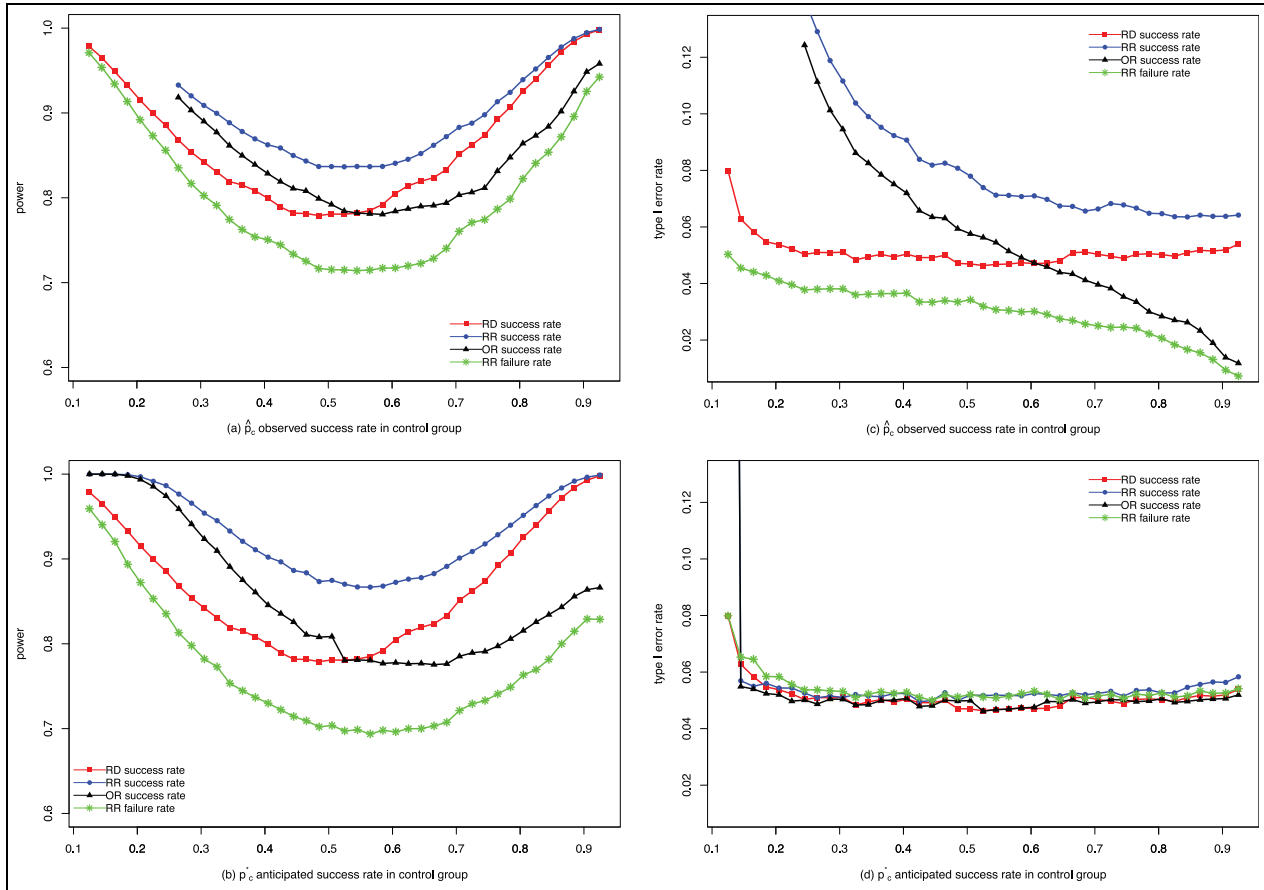 1.0
0.9
0.8
0.7
0.6
power
RD success rate
RR success rate
OR success rate
RR failure rate
0.1 0.2 0.3 0.4 0.5 0.6 0.7 0.8 0.9
(a) p̂c observed success rate in control group
0.12
0.10
0.08
0.06
0.04
0.02
type I error rate
RD success rate
RR success rate
OR success rate
RR failure rate
0.1 0.2 0.3 0.4 0.5 0.6 0.7 0.8 0.9
(c) p̂c observed success rate in control group
1.0
0.9
0.8
0.7
0.6
power
RD success rate
RR success rate
OR success rate
RR failure rate
0.1 0.2 0.3 0.4 0.5 0.6 0.7 0.8 0.9
(b) p*c anticipated success rate in control group
0.12
0.10
0.08
0.06
0.04
0.02
type I error rate
RD success rate
RR success rate
OR success rate
RR failure rate
0.1 0.2 0.3 0.4 0.5 0.6 0.7 0.8 0.9
(d) p*c anticipated success rate in control group